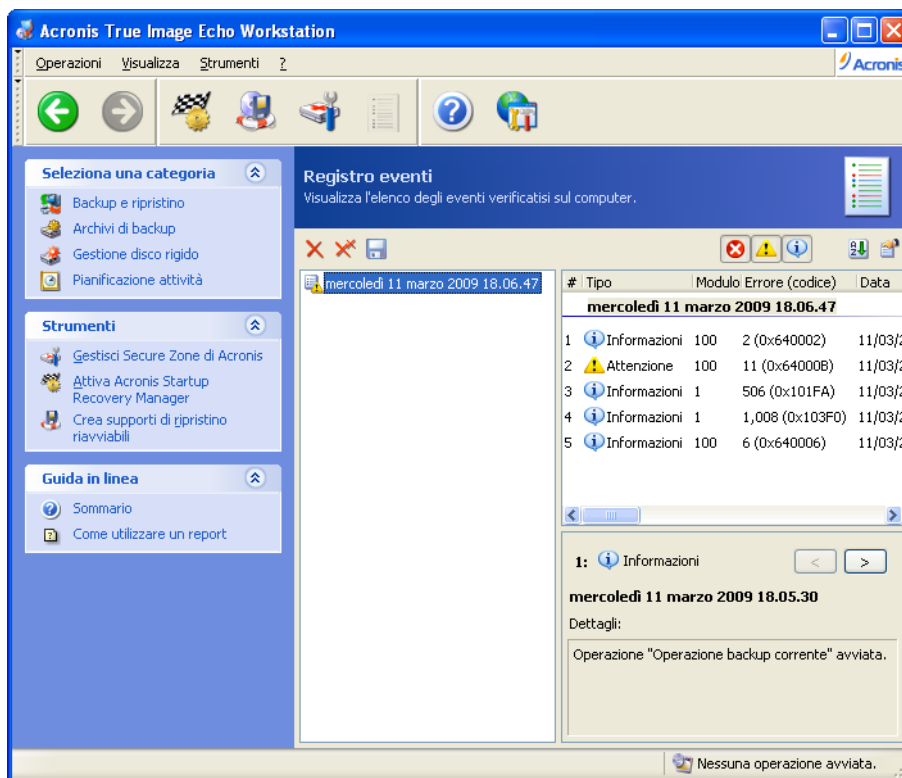 Acronis True Image Echo Workstation
Operazioni Visualizza Strumenti ?
Acronis
Seleziona una categoria
Backup e ripristino
Archivi di backup
Gestione disco rigido
Pianificazione attività
Strumenti
Gestisci Secure Zone di Acronis
Attiva Acronis Startup
Recovery Manager
Crea supporti di ripristino
riavviabili
Guida in linea
Sommario
Come utilizzare un report
Registro eventi
Visualizza l'elenco degli eventi verificatisi sul computer.
mercoledì 11 marzo 2009 18.06.47
# Tipo Modulo Errore (codice) Data
mercoledì 11 marzo 2009 18.06.47
1 Informazioni 100 2 (0x640002) 11/03/2
2 Attenzione 100 11 (0x64000B) 11/03/2
3 Informazioni 1 506 (0x101FA) 11/03/2
4 Informazioni 1 1,008 (0x103F0) 11/03/2
5 Informazioni 100 6 (0x640006) 11/03/2
1: Informazioni < >
mercoledì 11 marzo 2009 18.05.30
Dettagli:
Operazione "Operazione backup corrente" avviata.
Nessuna operazione avviata.